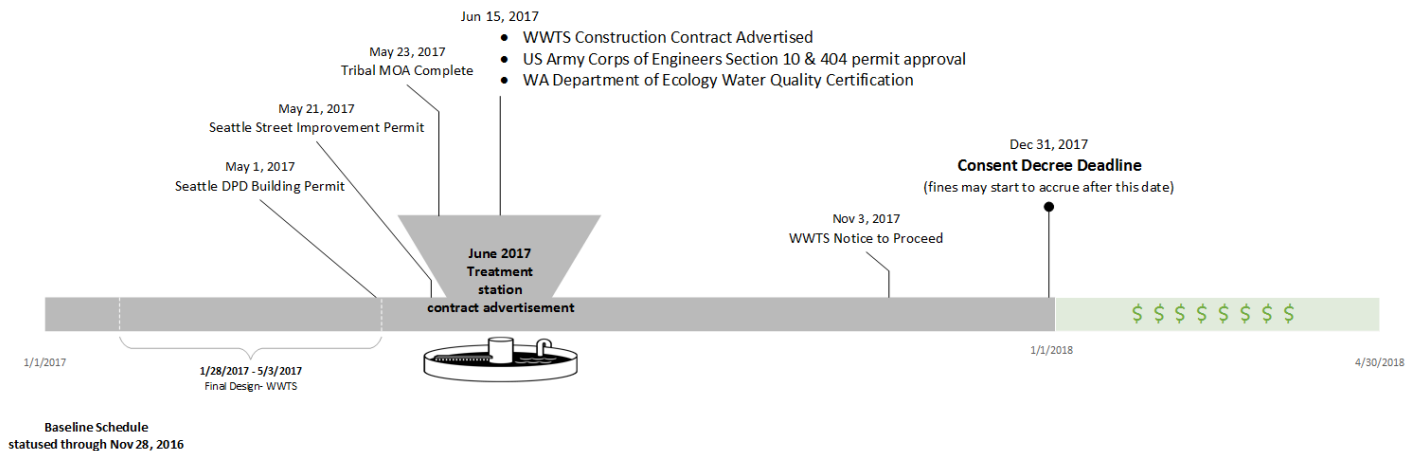 Jun 15, 2017
• WWTS Construction Contract Advertised
• US Army Corps of Engineers Section 10 & 404 permit approval
• WA Department of Ecology Water Quality Certification
May 23, 2017
Tribal MOA Complete
May 21, 2017
Seattle Street Improvement Permit
May 1, 2017
Seattle DPD Building Permit
Dec 31, 2017
Consent Decree Deadline
(fines may start to accrue after this date)
Nov 3, 2017
WWTS Notice to Proceed
June 2017
Treatment
station
contract advertisement
$ $ $ $ $ $ $ $
1/1/2017
1/1/2018
4/30/2018
1/28/2017 - 5/3/2017
Final Design- WWTS
Baseline Schedule
statused through Nov 28, 2016